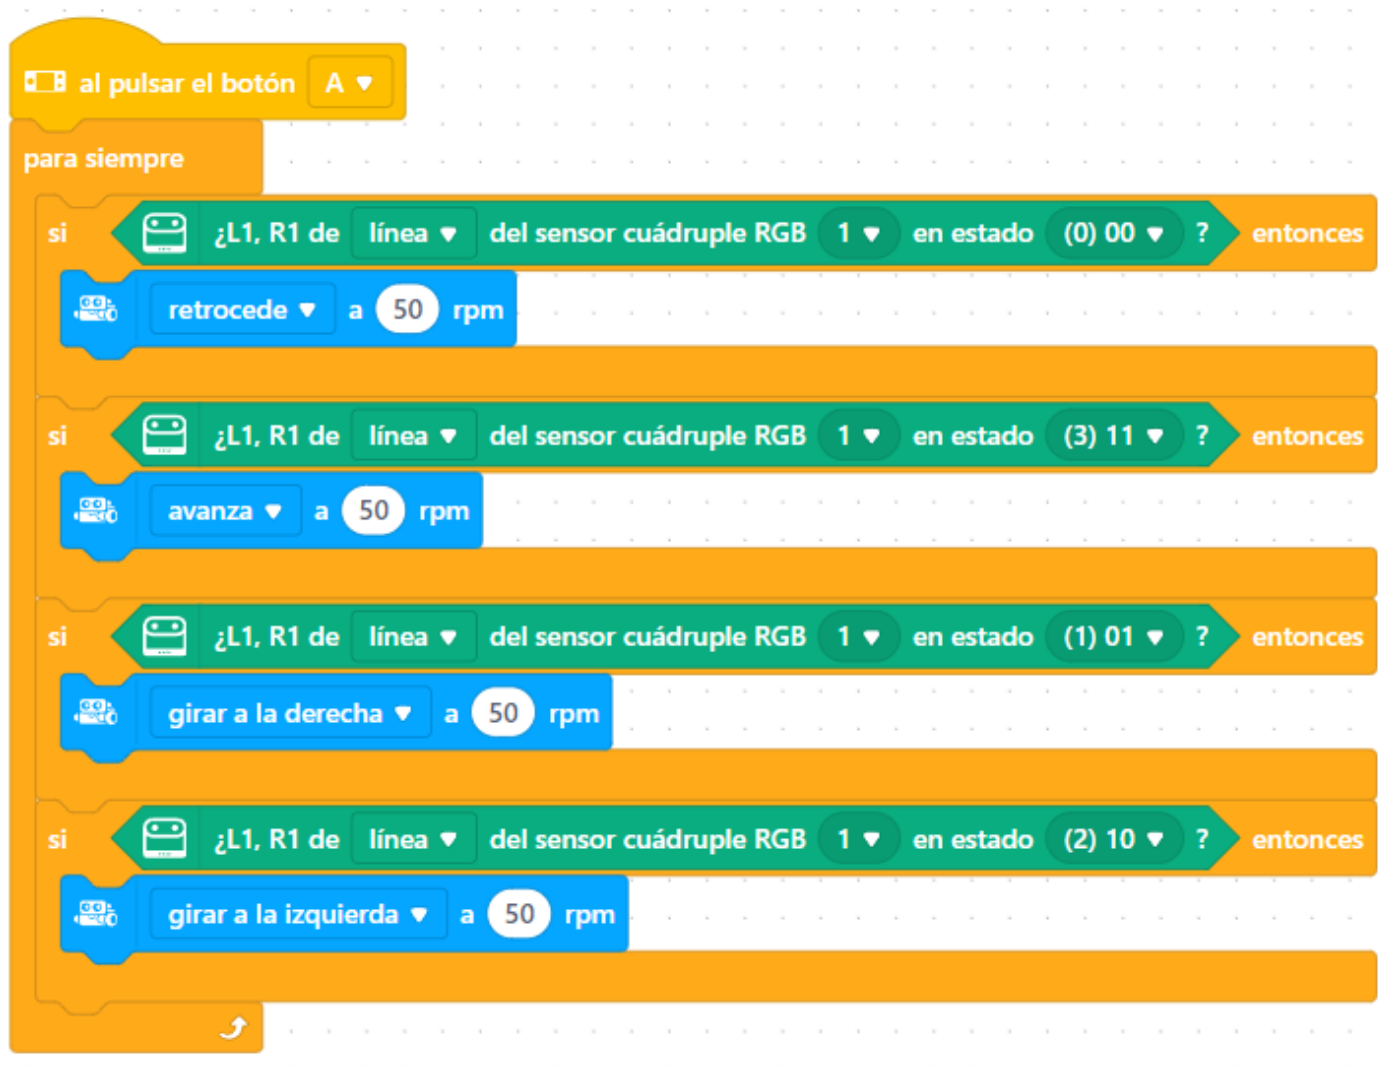 al pulsar el botón A
para siempre
si ¿L1, R1 de línea del sensor cuádruple RGB 1 en estado (0) 00 ? entonces
retrocede a 50 rpm
si ¿L1, R1 de línea del sensor cuádruple RGB 1 en estado (3) 11 ? entonces
avanza a 50 rpm
si ¿L1, R1 de línea del sensor cuádruple RGB 1 en estado (1) 01 ? entonces
girar a la derecha a 50 rpm
si ¿L1, R1 de línea del sensor cuádruple RGB 1 en estado (2) 10 ? entonces
girar a la izquierda a 50 rpm